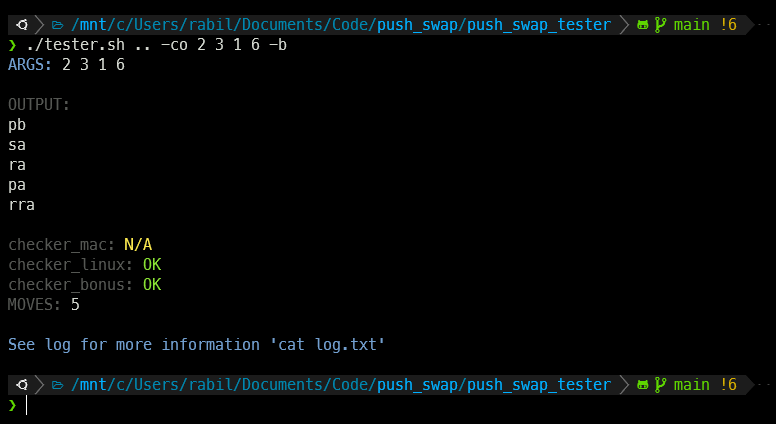 /mnt/c/Users/rabil/Documents/Code/push_swap/push_swap_tester main !6
❯ ./tester.sh .. -co 2 3 1 6 -b
ARGS: 2 3 1 6
OUTPUT:
pb
sa
ra
pa
rra
checker_mac: N/A
checker_linux: OK
checker_bonus: OK
MOVES: 5
See log for more information 'cat log.txt'
/mnt/c/Users/rabil/Documents/Code/push_swap/push_swap_tester main !6
❯